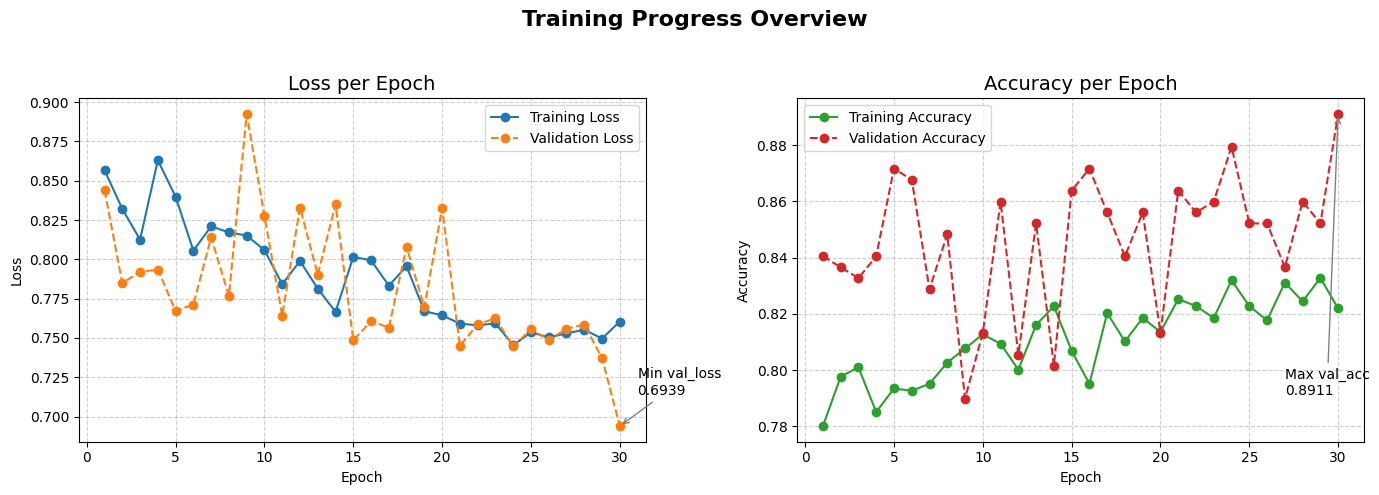 Training Progress Overview
Loss per Epoch
0.900
0.875
0.850
0.825
0.800
0.775
0.750
0.725
0.700
Loss
0
5
10
15
20
25
30
Epoch
Training Loss
Validation Loss
Min val_loss
0.6939
Accuracy per Epoch
0.88
0.86
0.84
0.82
0.80
0.78
Accuracy
0
5
10
15
20
25
30
Epoch
Training Accuracy
Validation Accuracy
Max val_acc
0.8911